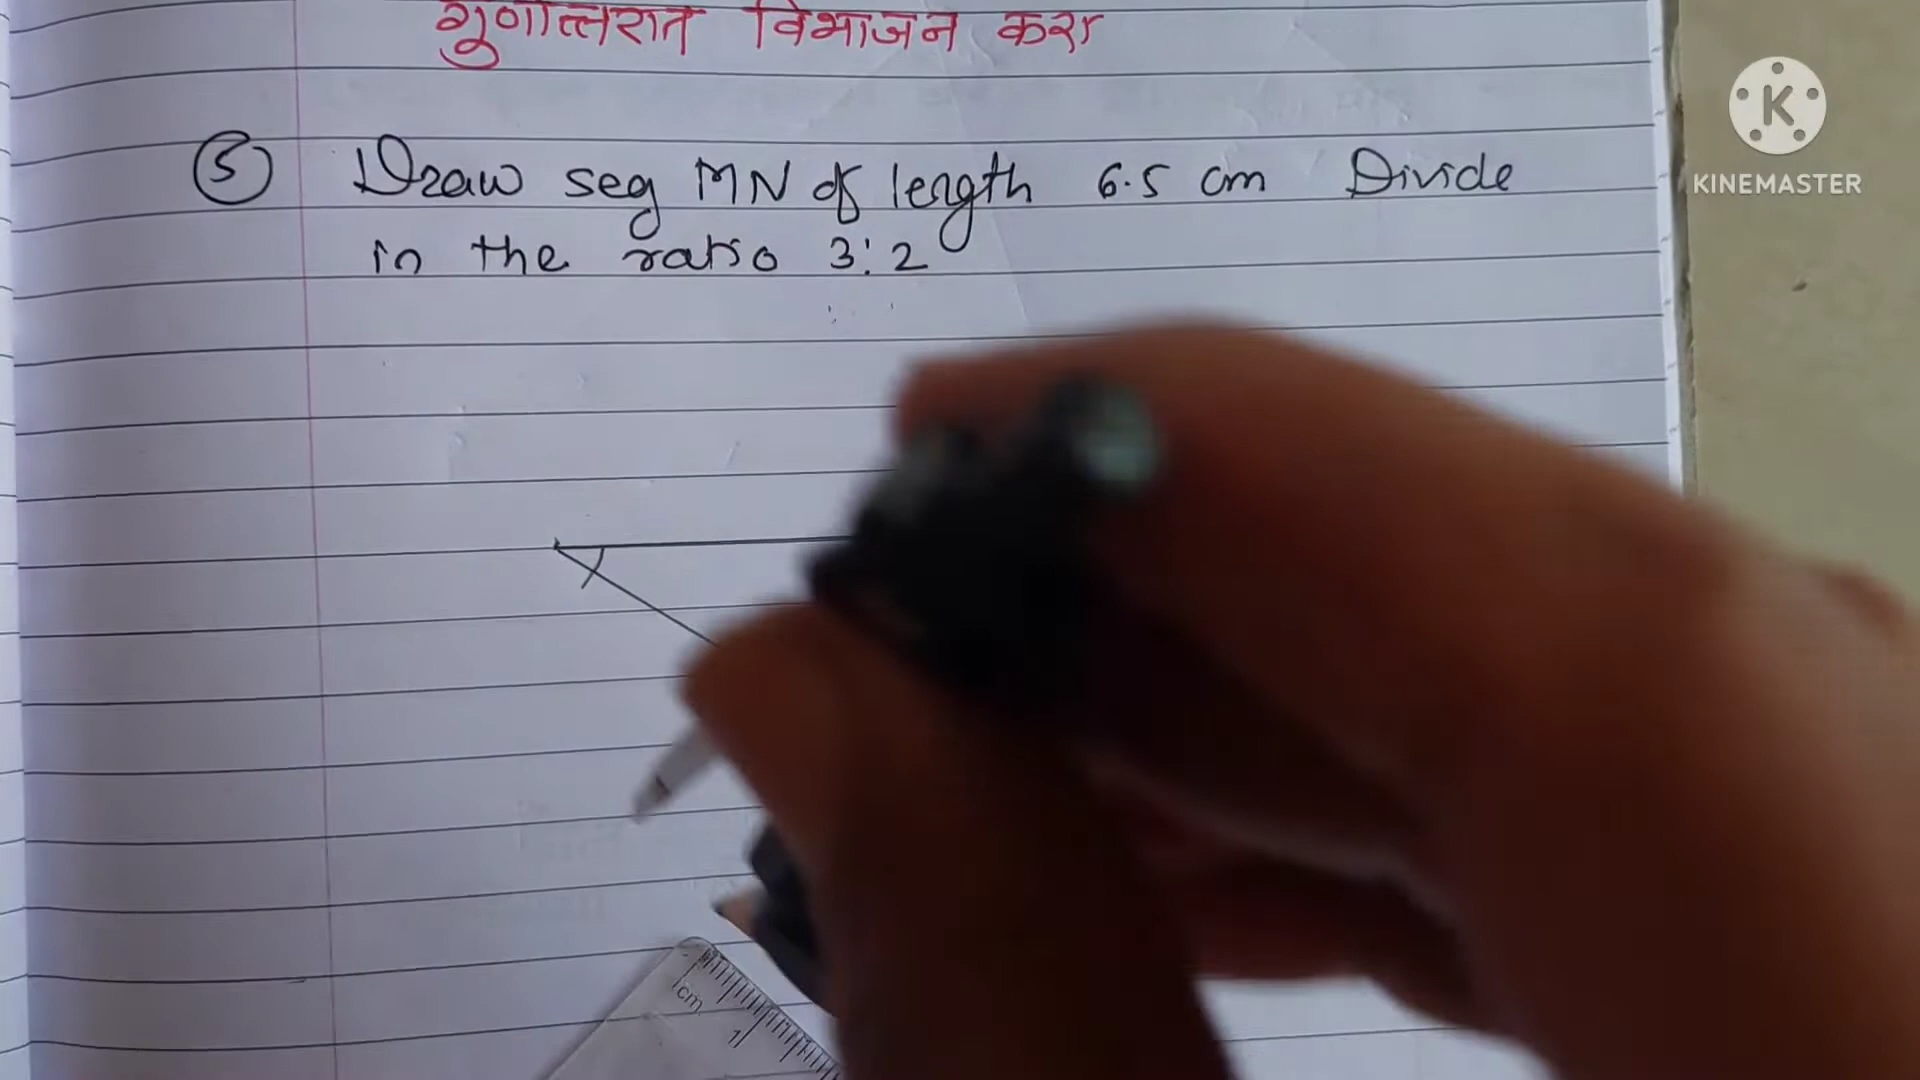 गुणोत्तरात विभाजन करा
(5) Draw seg MN of length 6.5 cm Divide
in the ratio 3:2
K
KINEMASTER
cm
1